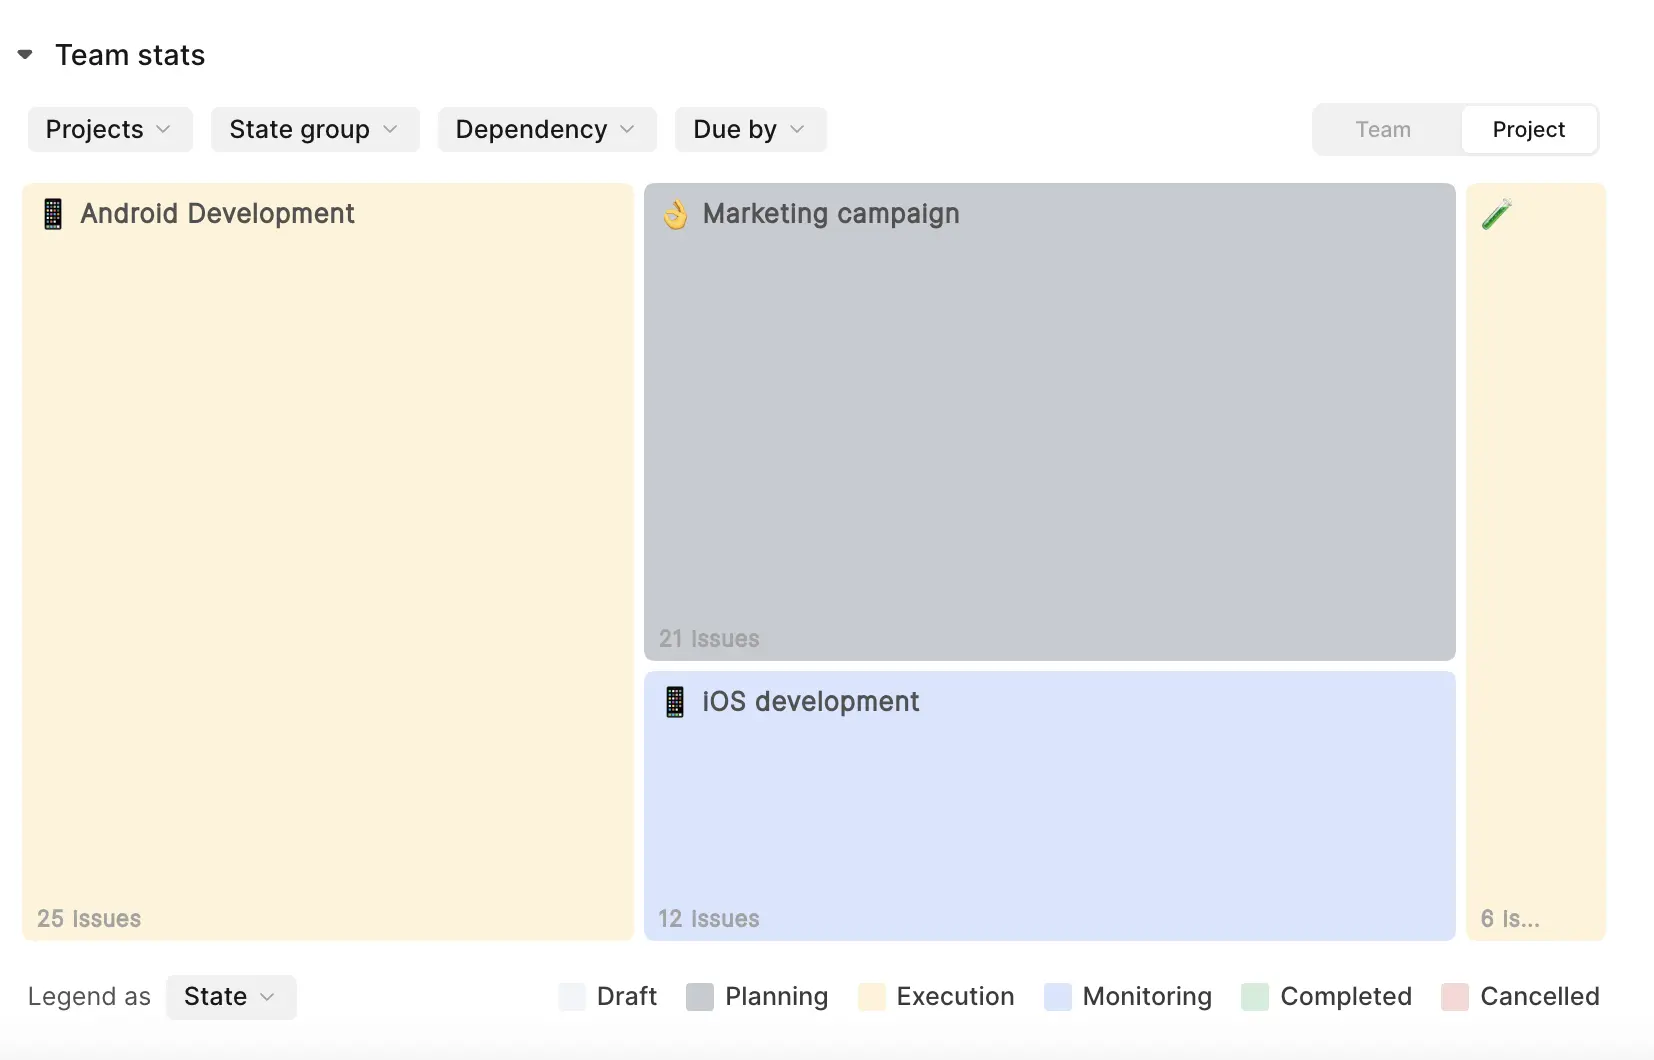 Team stats
Projects State group Dependency Due by Team Project
Android Development
Marketing campaign
21 Issues
iOS development
25 Issues
12 Issues
6 Is...
Legend as State Draft Planning Execution Monitoring Completed Cancelled